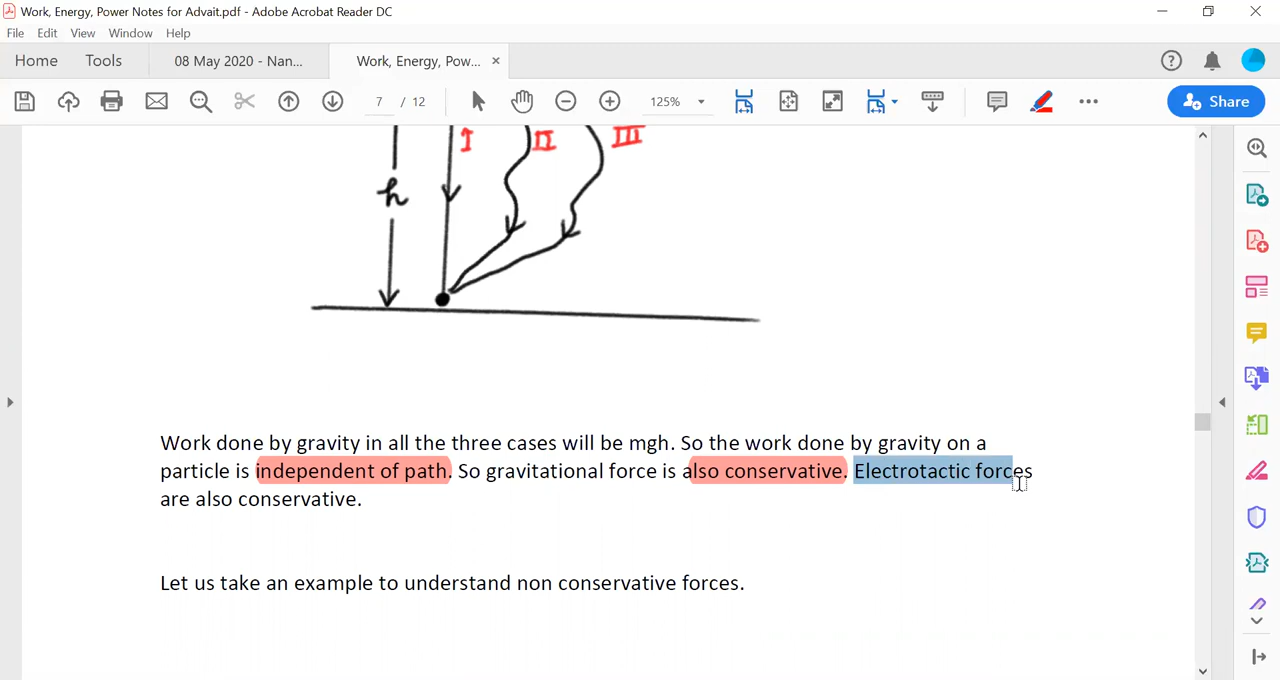 Work, Energy, Power Notes for Advait.pdf - Adobe Acrobat Reader DC
File Edit View Window Help
Home Tools 08 May 2020 - Nan... Work, Energy, Pow... ×
7 / 12 125% Share
I II III
h
Work done by gravity in all the three cases will be mgh. So the work done by gravity on a
particle is independent of path. So gravitational force is also conservative. Electrotactic forces
are also conservative.
Let us take an example to understand non conservative forces.